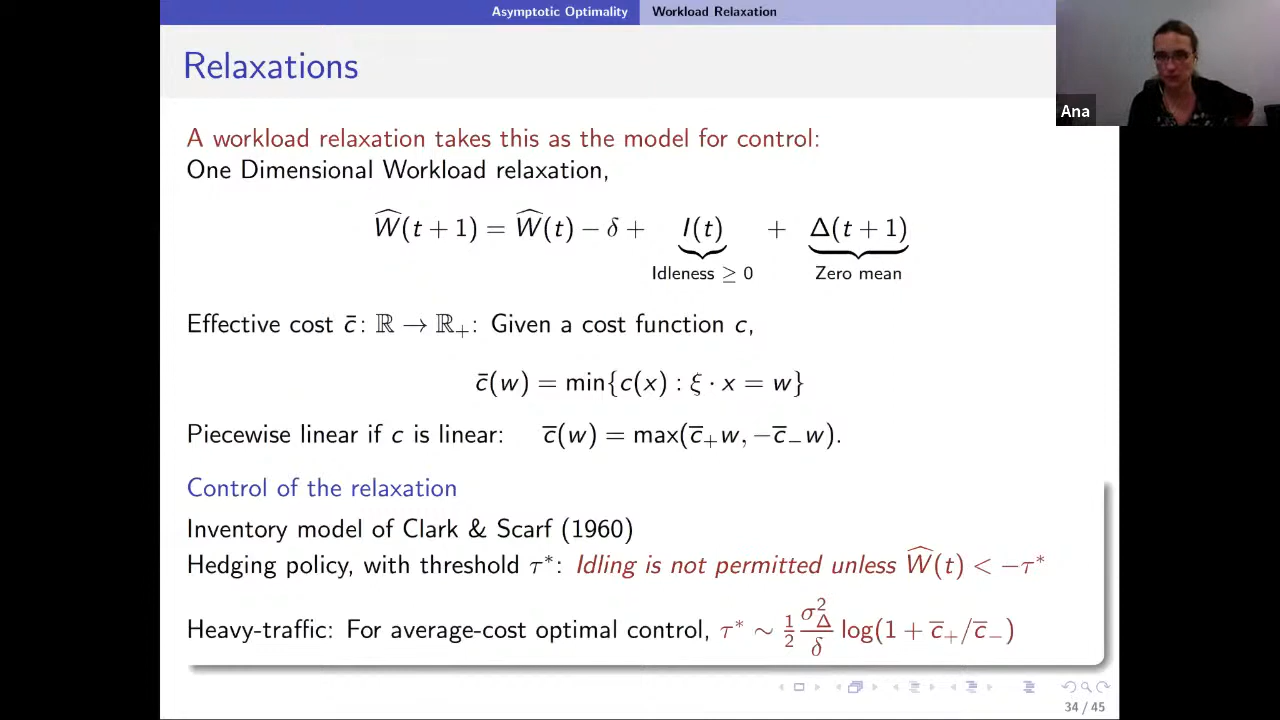 Asymptotic Optimality Workload Relaxation
Relaxations
Ana
A workload relaxation takes this as the model for control:
One Dimensional Workload relaxation,
Ŵ(t + 1) = Ŵ(t) − δ + I(t) + Δ(t + 1)
Idleness ≥ 0 Zero mean
Effective cost c̄: ℝ → ℝ₊: Given a cost function c,
c̄(w) = min{c(x) : ξ · x = w}
Piecewise linear if c is linear: c̄(w) = max(c̄₊w, −c̄₋w).
Control of the relaxation
Inventory model of Clark & Scarf (1960)
Hedging policy, with threshold τ*: Idling is not permitted unless Ŵ(t) < −τ*
Heavy-traffic: For average-cost optimal control, τ* ∼ ½ σ²_Δ/δ log(1 + c̄₊/c̄₋)
34 / 45